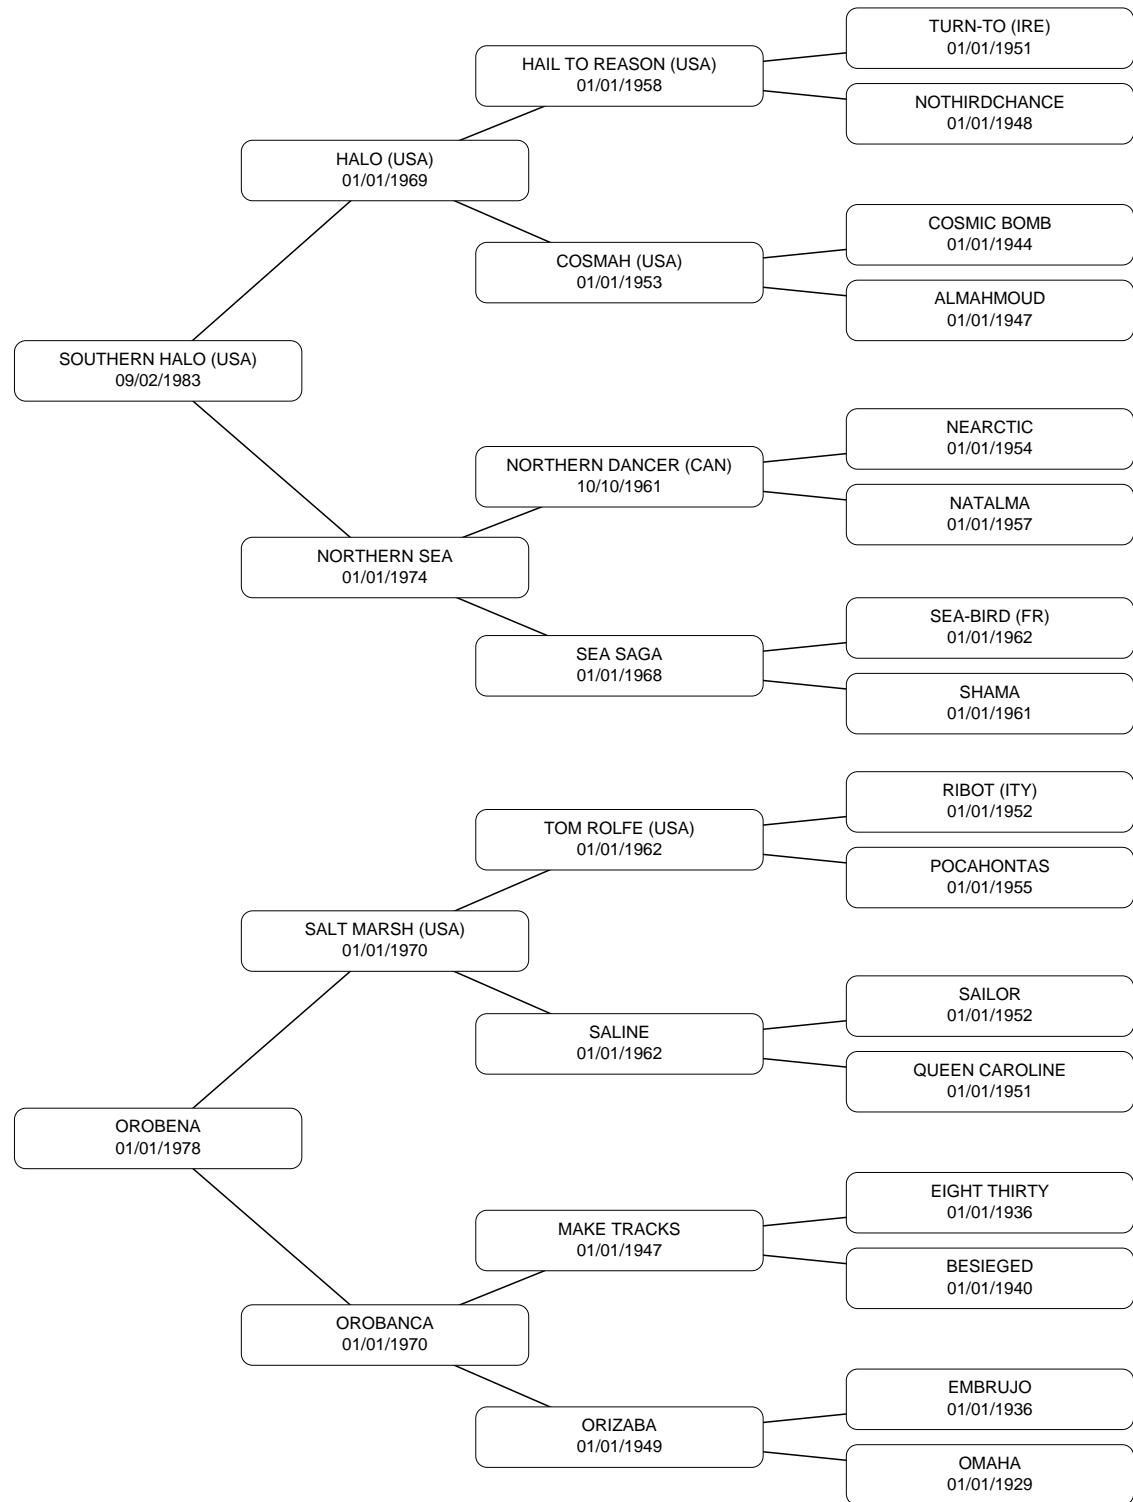 TURN-TO (IRE)
01/01/1951
HAIL TO REASON (USA)
01/01/1958
NOTHIRDCHANCE
01/01/1948
HALO (USA)
01/01/1969
COSMIC BOMB
01/01/1944
COSMAH (USA)
01/01/1953
ALMAHMOUD
01/01/1947
SOUTHERN HALO (USA)
09/02/1983
NEARCTIC
01/01/1954
NORTHERN DANCER (CAN)
10/10/1961
NATALMA
01/01/1957
NORTHERN SEA
01/01/1974
SEA-BIRD (FR)
01/01/1962
SEA SAGA
01/01/1968
SHAMA
01/01/1961
RIBOT (ITY)
01/01/1952
TOM ROLFE (USA)
01/01/1962
POCAHONTAS
01/01/1955
SALT MARSH (USA)
01/01/1970
SAILOR
01/01/1952
SALINE
01/01/1962
QUEEN CAROLINE
01/01/1951
OROBENA
01/01/1978
EIGHT THIRTY
01/01/1936
MAKE TRACKS
01/01/1947
BESIEGED
01/01/1940
OROBANCA
01/01/1970
EMBRUJO
01/01/1936
ORIZABA
01/01/1949
OMAHA
01/01/1929